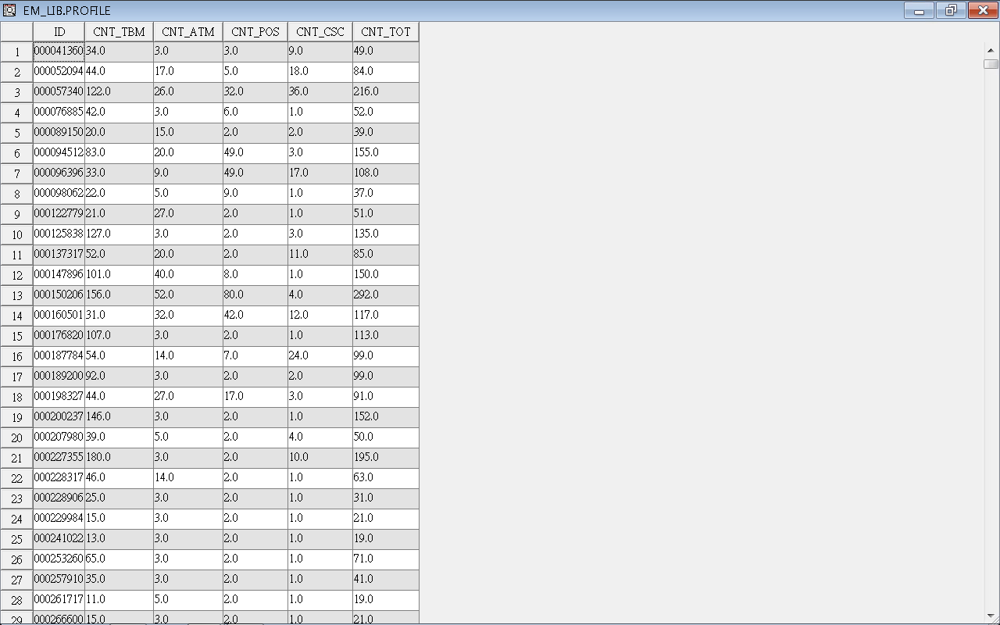 EM_LIB.PROFILE
ID CNT_TBM CNT_ATM CNT_POS CNT_CSC CNT_TOT
1 000041360 34.0 3.0 3.0 9.0 49.0
2 000052094 44.0 17.0 5.0 18.0 84.0
3 000057340 122.0 26.0 32.0 36.0 216.0
4 000076885 42.0 3.0 6.0 1.0 52.0
5 000089150 20.0 15.0 2.0 2.0 39.0
6 000094512 83.0 20.0 49.0 3.0 155.0
7 000096396 33.0 9.0 49.0 17.0 108.0
8 000098062 22.0 5.0 9.0 1.0 37.0
9 000122779 21.0 27.0 2.0 1.0 51.0
10 000125838 127.0 3.0 2.0 3.0 135.0
11 000137317 52.0 20.0 2.0 11.0 85.0
12 000147896 101.0 40.0 8.0 1.0 150.0
13 000150206 156.0 52.0 80.0 4.0 292.0
14 000160501 31.0 32.0 42.0 12.0 117.0
15 000176820 107.0 3.0 2.0 1.0 113.0
16 000187784 54.0 14.0 7.0 24.0 99.0
17 000189200 92.0 3.0 2.0 2.0 99.0
18 000198327 44.0 27.0 17.0 3.0 91.0
19 000200237 146.0 3.0 2.0 1.0 152.0
20 000207980 39.0 5.0 2.0 4.0 50.0
21 000227355 180.0 3.0 2.0 10.0 195.0
22 000228317 46.0 14.0 2.0 1.0 63.0
23 000228906 25.0 3.0 2.0 1.0 31.0
24 000229984 15.0 3.0 2.0 1.0 21.0
25 000241022 13.0 3.0 2.0 1.0 19.0
26 000253260 65.0 3.0 2.0 1.0 71.0
27 000257910 35.0 3.0 2.0 1.0 41.0
28 000261717 11.0 5.0 2.0 1.0 19.0
29 000266600 15.0 3.0 2.0 1.0 21.0